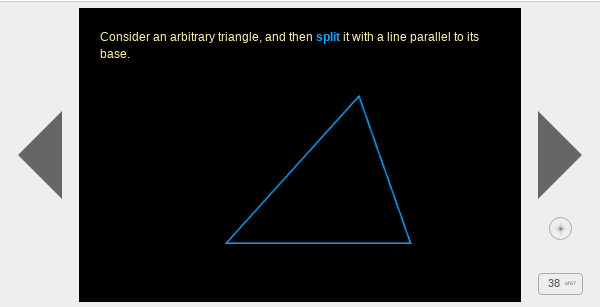 Consider an arbitrary triangle, and then split it with a line parallel to its
base.
38 of 67